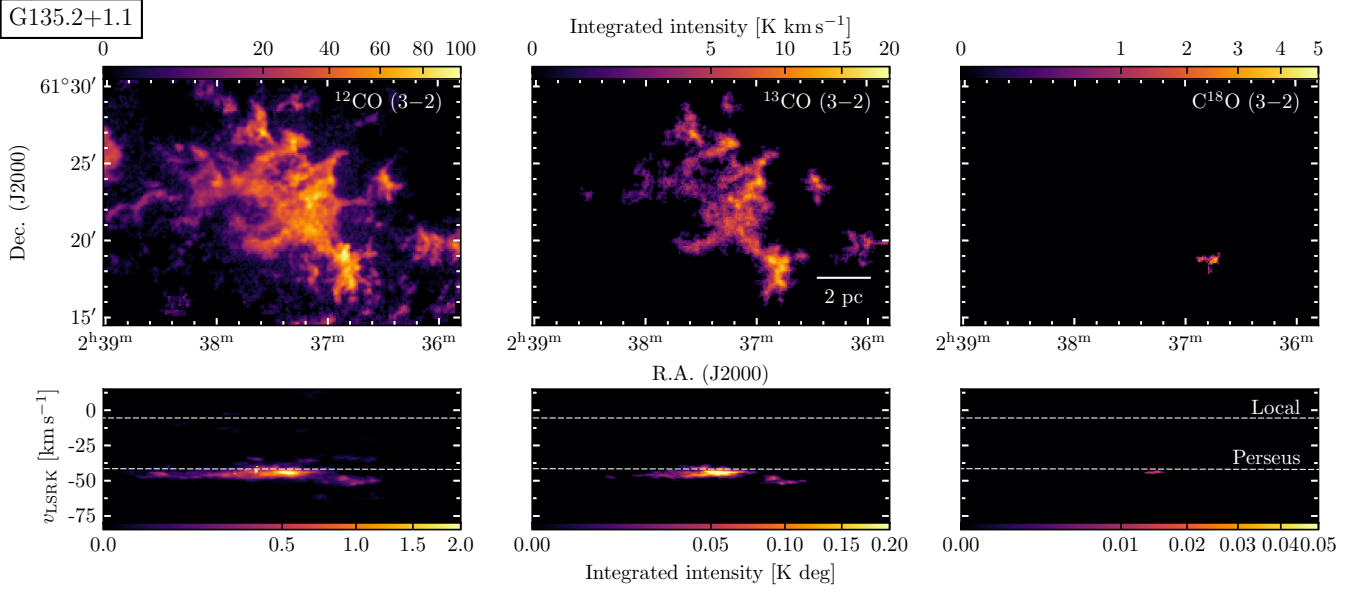 G135.2+1.1
Integrated intensity [K km s⁻¹]
0 20 40 60 80 100
0 5 10 15 20
0 1 2 3 4 5
¹²CO (3−2)
¹³CO (3−2)
C¹⁸O (3−2)
61°30′
25′
20′
15′
Dec. (J2000)
2 pc
2ʰ39ᵐ 38ᵐ 37ᵐ 36ᵐ
2ʰ39ᵐ 38ᵐ 37ᵐ 36ᵐ
2ʰ39ᵐ 38ᵐ 37ᵐ 36ᵐ
R.A. (J2000)
0
-25
-50
-75
v_LSRK [km s⁻¹]
Local
Perseus
0.0 0.5 1.0 1.5 2.0
0.00 0.05 0.10 0.15 0.20
0.00 0.01 0.02 0.03 0.04 0.05
Integrated intensity [K deg]